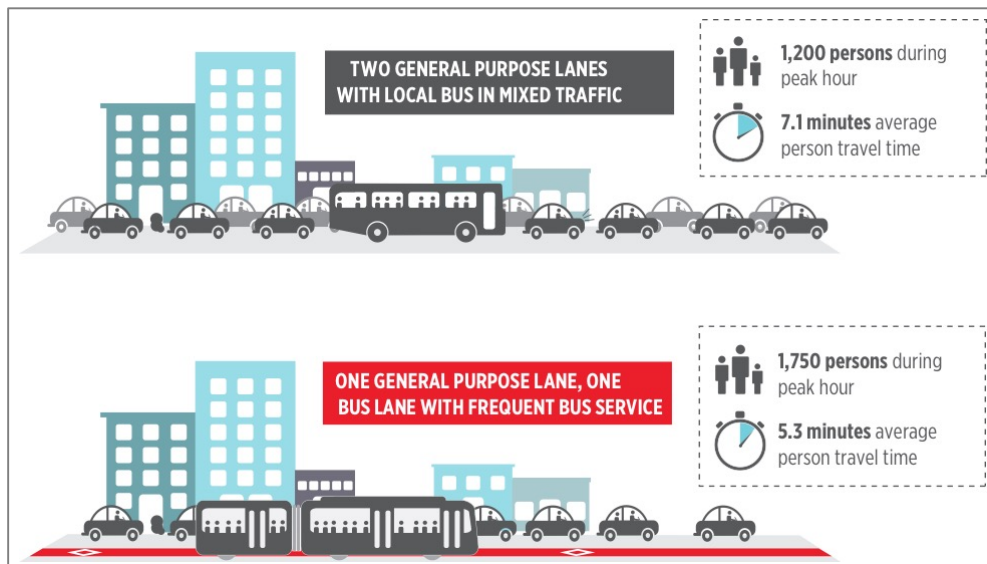 TWO GENERAL PURPOSE LANES
WITH LOCAL BUS IN MIXED TRAFFIC
1,200 persons during
peak hour
7.1 minutes average
person travel time
ONE GENERAL PURPOSE LANE, ONE
BUS LANE WITH FREQUENT BUS SERVICE
1,750 persons during
peak hour
5.3 minutes average
person travel time